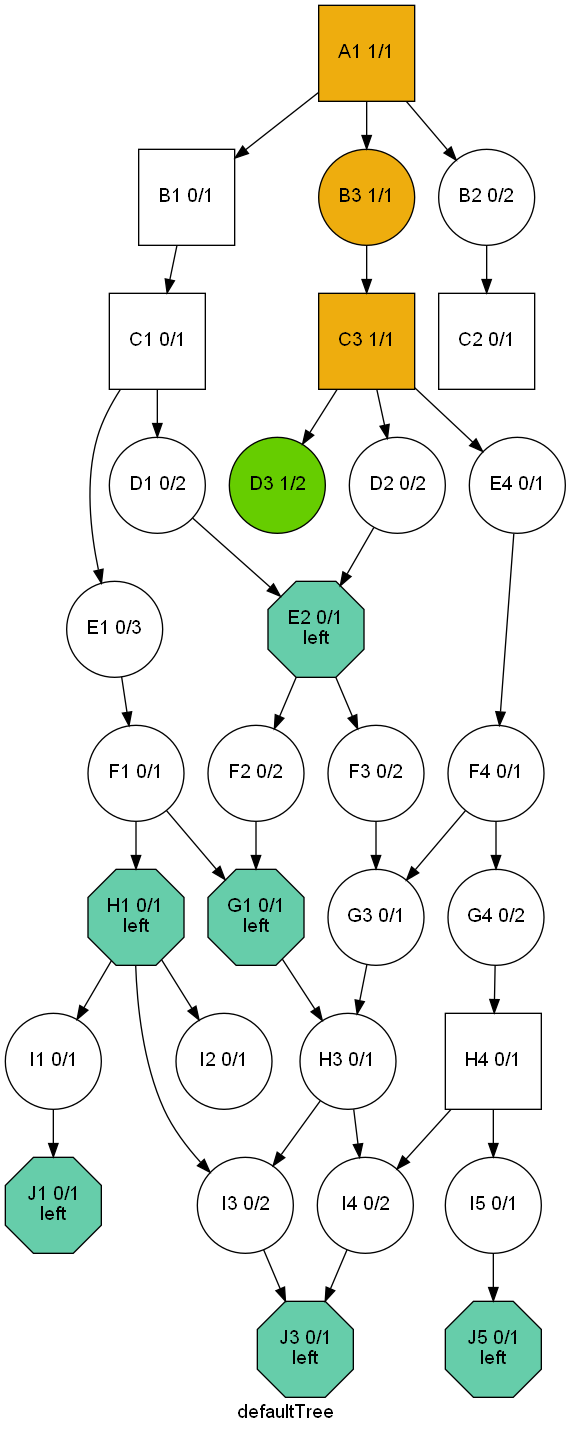 A1 1/1
B1 0/1
B3 1/1
B2 0/2
C1 0/1
C3 1/1
C2 0/1
D1 0/2
D3 1/2
D2 0/2
E4 0/1
E1 0/3
E2 0/1
left
F1 0/1
F2 0/2
F3 0/2
F4 0/1
H1 0/1
left
G1 0/1
left
G3 0/1
G4 0/2
I1 0/1
I2 0/1
H3 0/1
H4 0/1
J1 0/1
left
I3 0/2
I4 0/2
I5 0/1
J3 0/1
left
J5 0/1
left
defaultTree